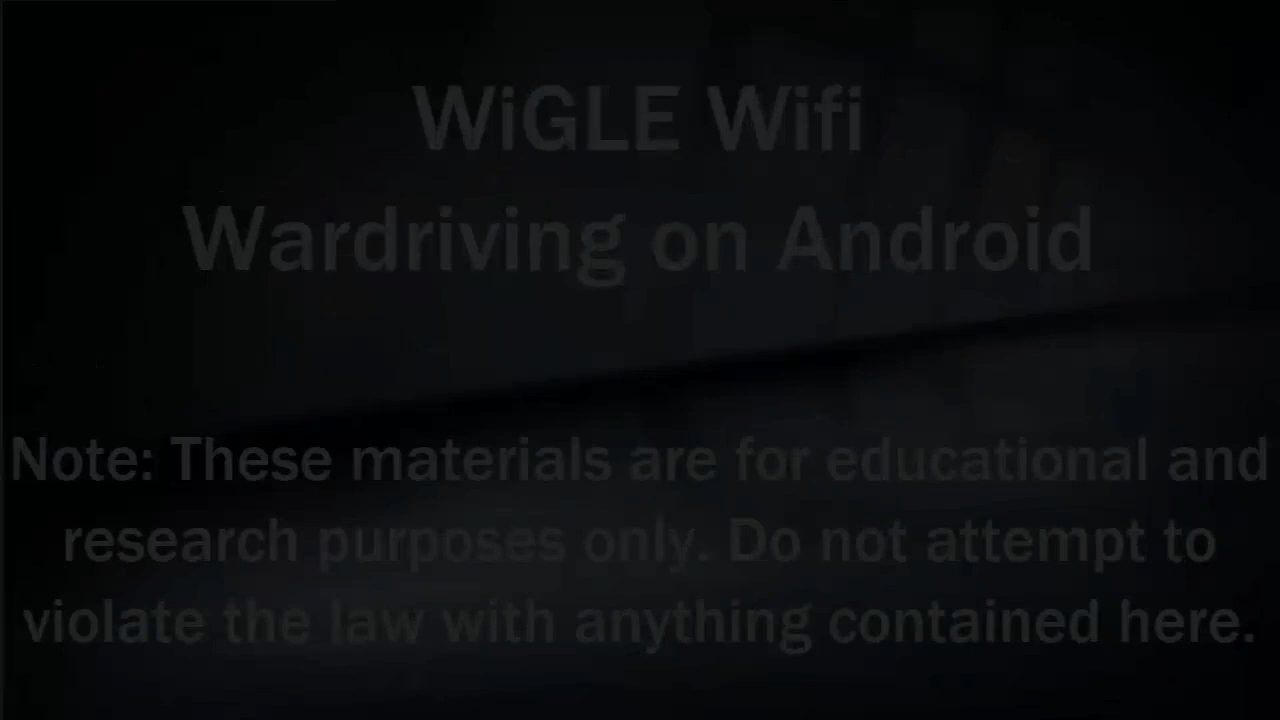 WiGLE Wifi
Wardriving on Android
Note: These materials are for educational and
research purposes only. Do not attempt to
violate the law with anything contained here.